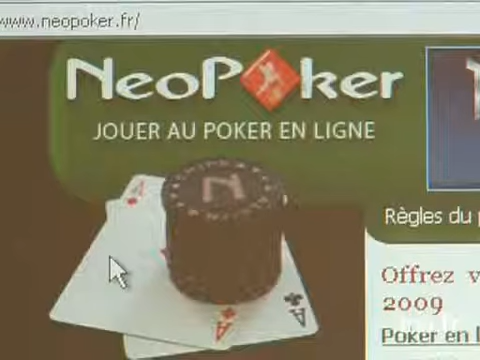 www.neopoker.fr/
NeoPoker
JOUER AU POKER EN LIGNE
A
N
A
A
Règles du
Offrez v
2009
Poker en l